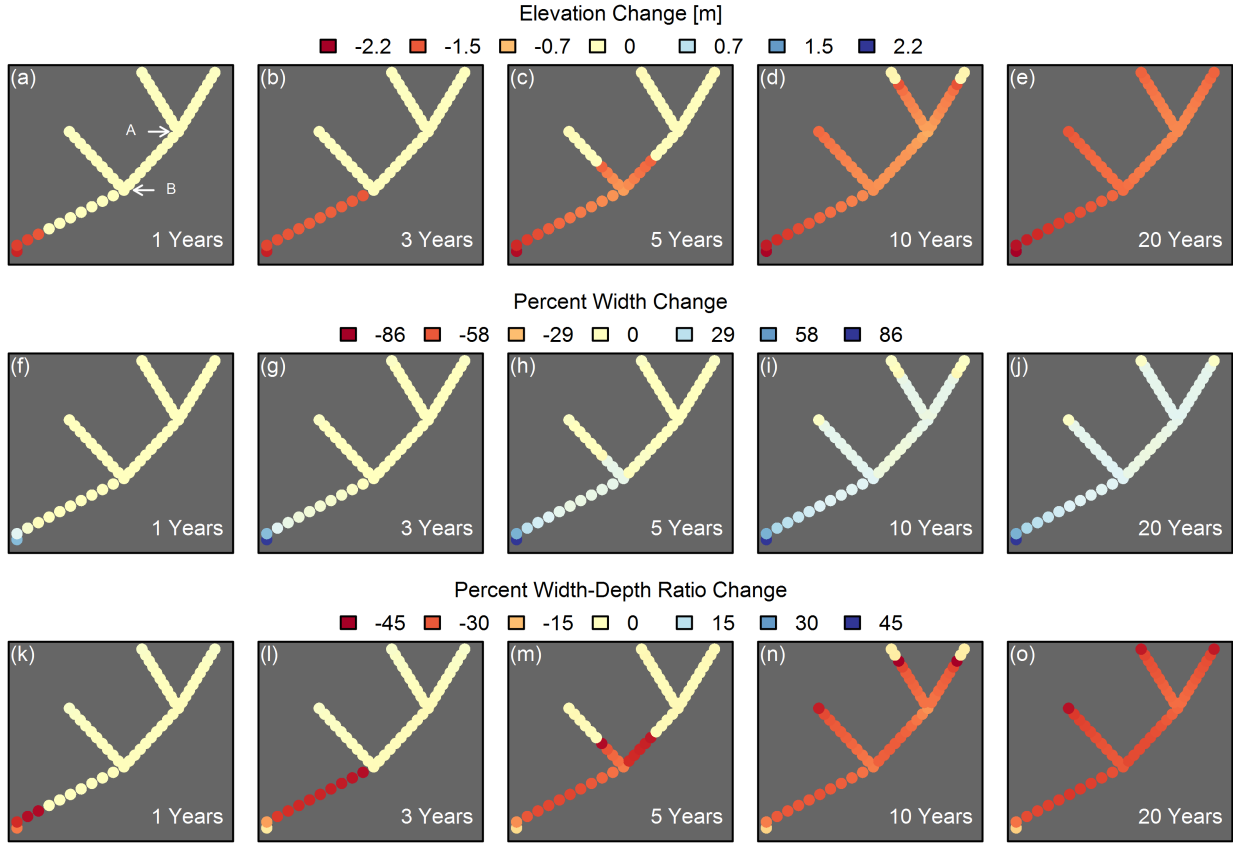 Elevation Change [m]
-2.2 -1.5 -0.7 0 0.7 1.5 2.2
(a) (b) (c) (d) (e)
A
B
1 Years 3 Years 5 Years 10 Years 20 Years
Percent Width Change
-86 -58 -29 0 29 58 86
(f) (g) (h) (i) (j)
1 Years 3 Years 5 Years 10 Years 20 Years
Percent Width-Depth Ratio Change
-45 -30 -15 0 15 30 45
(k) (l) (m) (n) (o)
1 Years 3 Years 5 Years 10 Years 20 Years